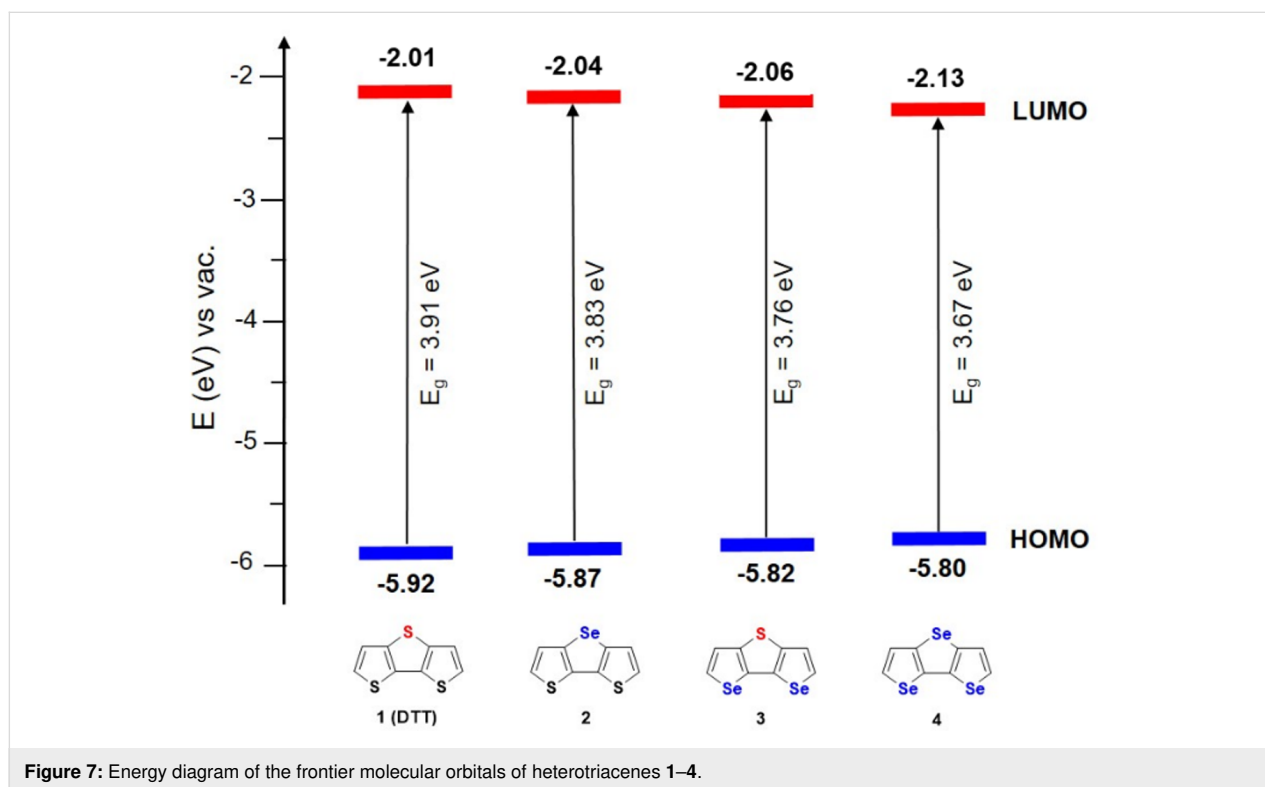 -2.01
-2.04
-2.06
-2.13
LUMO
-2
-3
-4
-5
-6
E (eV) vs vac.
Eg = 3.91 eV
Eg = 3.83 eV
Eg = 3.76 eV
Eg = 3.67 eV
HOMO
-5.92
-5.87
-5.82
-5.80
S
Se
S
Se
S S
S S
Se Se
Se Se
1 (DTT)
2
3
4
Figure 7: Energy diagram of the frontier molecular orbitals of heterotriacenes 1–4.